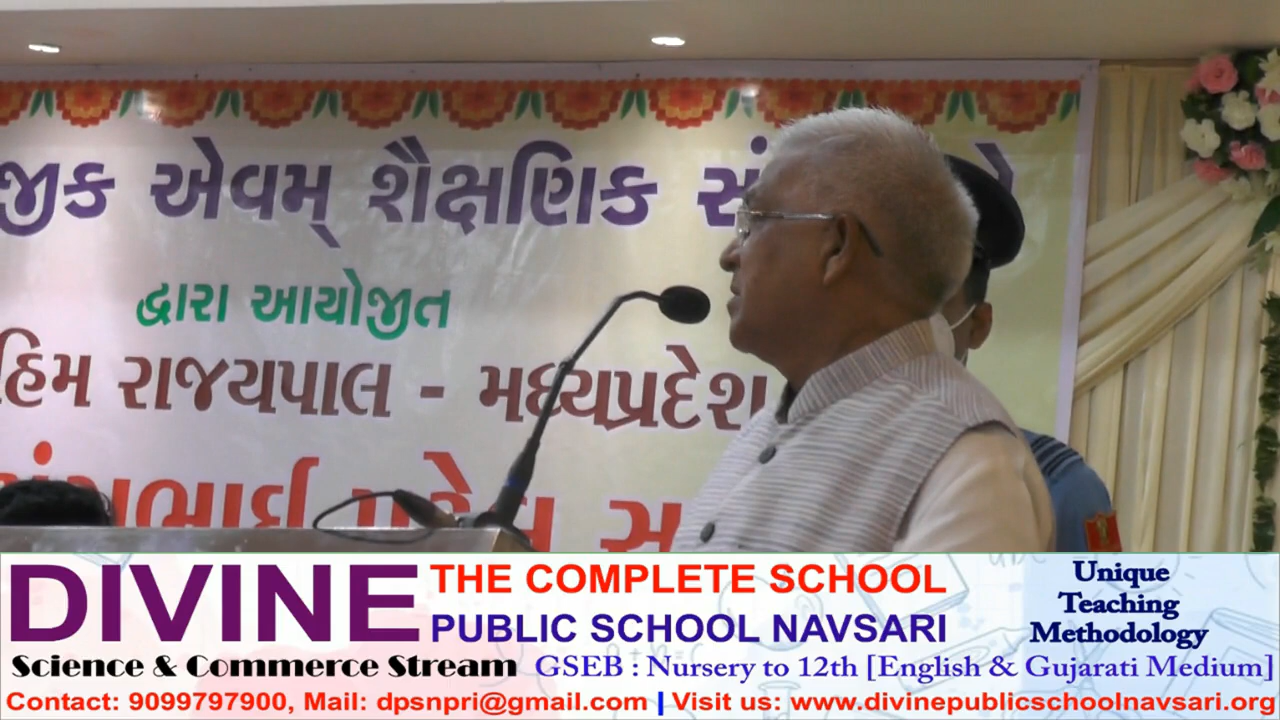 એવમ્ શૈક્ષણિક
દ્વારા આયોજીત
રાજયપાલ - મધ્યપ્રદેશ
DIVINE THE COMPLETE SCHOOL
PUBLIC SCHOOL NAVSARI
Unique
Teaching
Methodology
Science & Commerce Stream GSEB : Nursery to 12th [English & Gujarati Medium]
Contact: 9099797900, Mail: dpsnpri@gmail.com | Visit us: www.divinepublicschoolnavsari.org